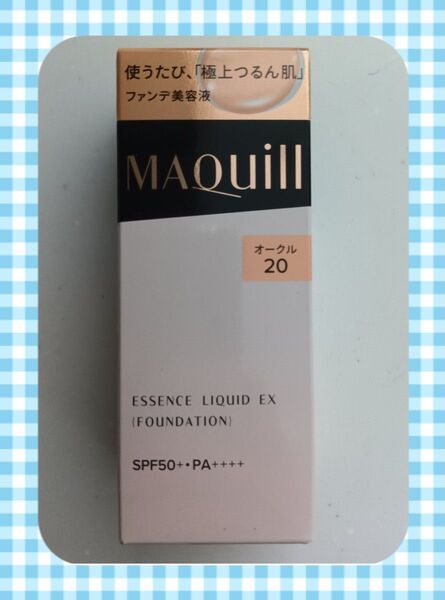 使うたび、「極上つるん肌」
ファンデ美容液
MAQuill
オークル
20
ESSENCE LIQUID EX
(FOUNDATION)
SPF50+・PA++++